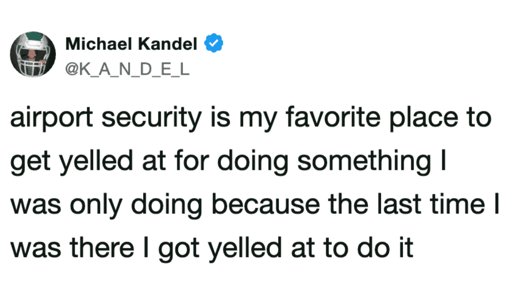 Michael Kandel
@K_A_N_D_E_L
airport security is my favorite place to
get yelled at for doing something I
was only doing because the last time I
was there I got yelled at to do it